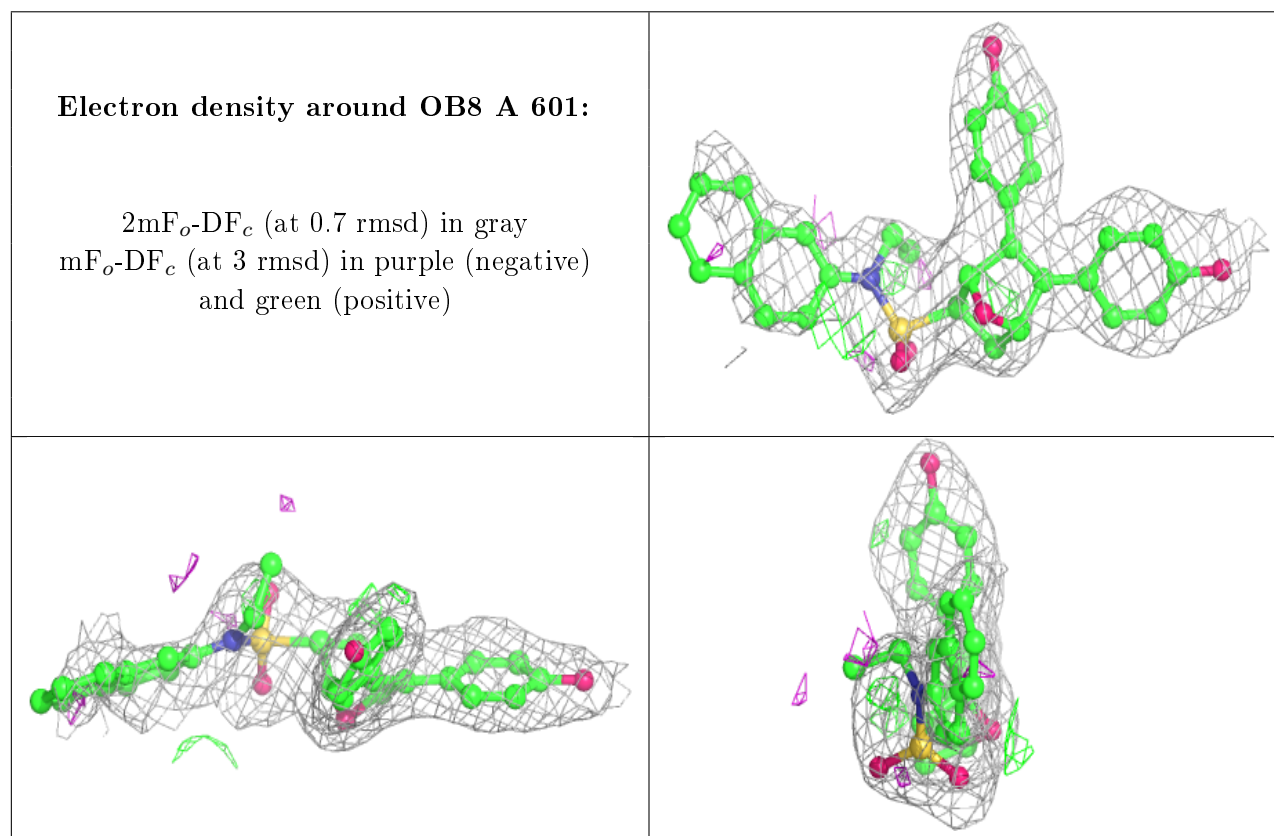 Electron density around OB8 A 601:
2mFₒ-DF𝒸 (at 0.7 rmsd) in gray
mFₒ-DF𝒸 (at 3 rmsd) in purple (negative)
and green (positive)